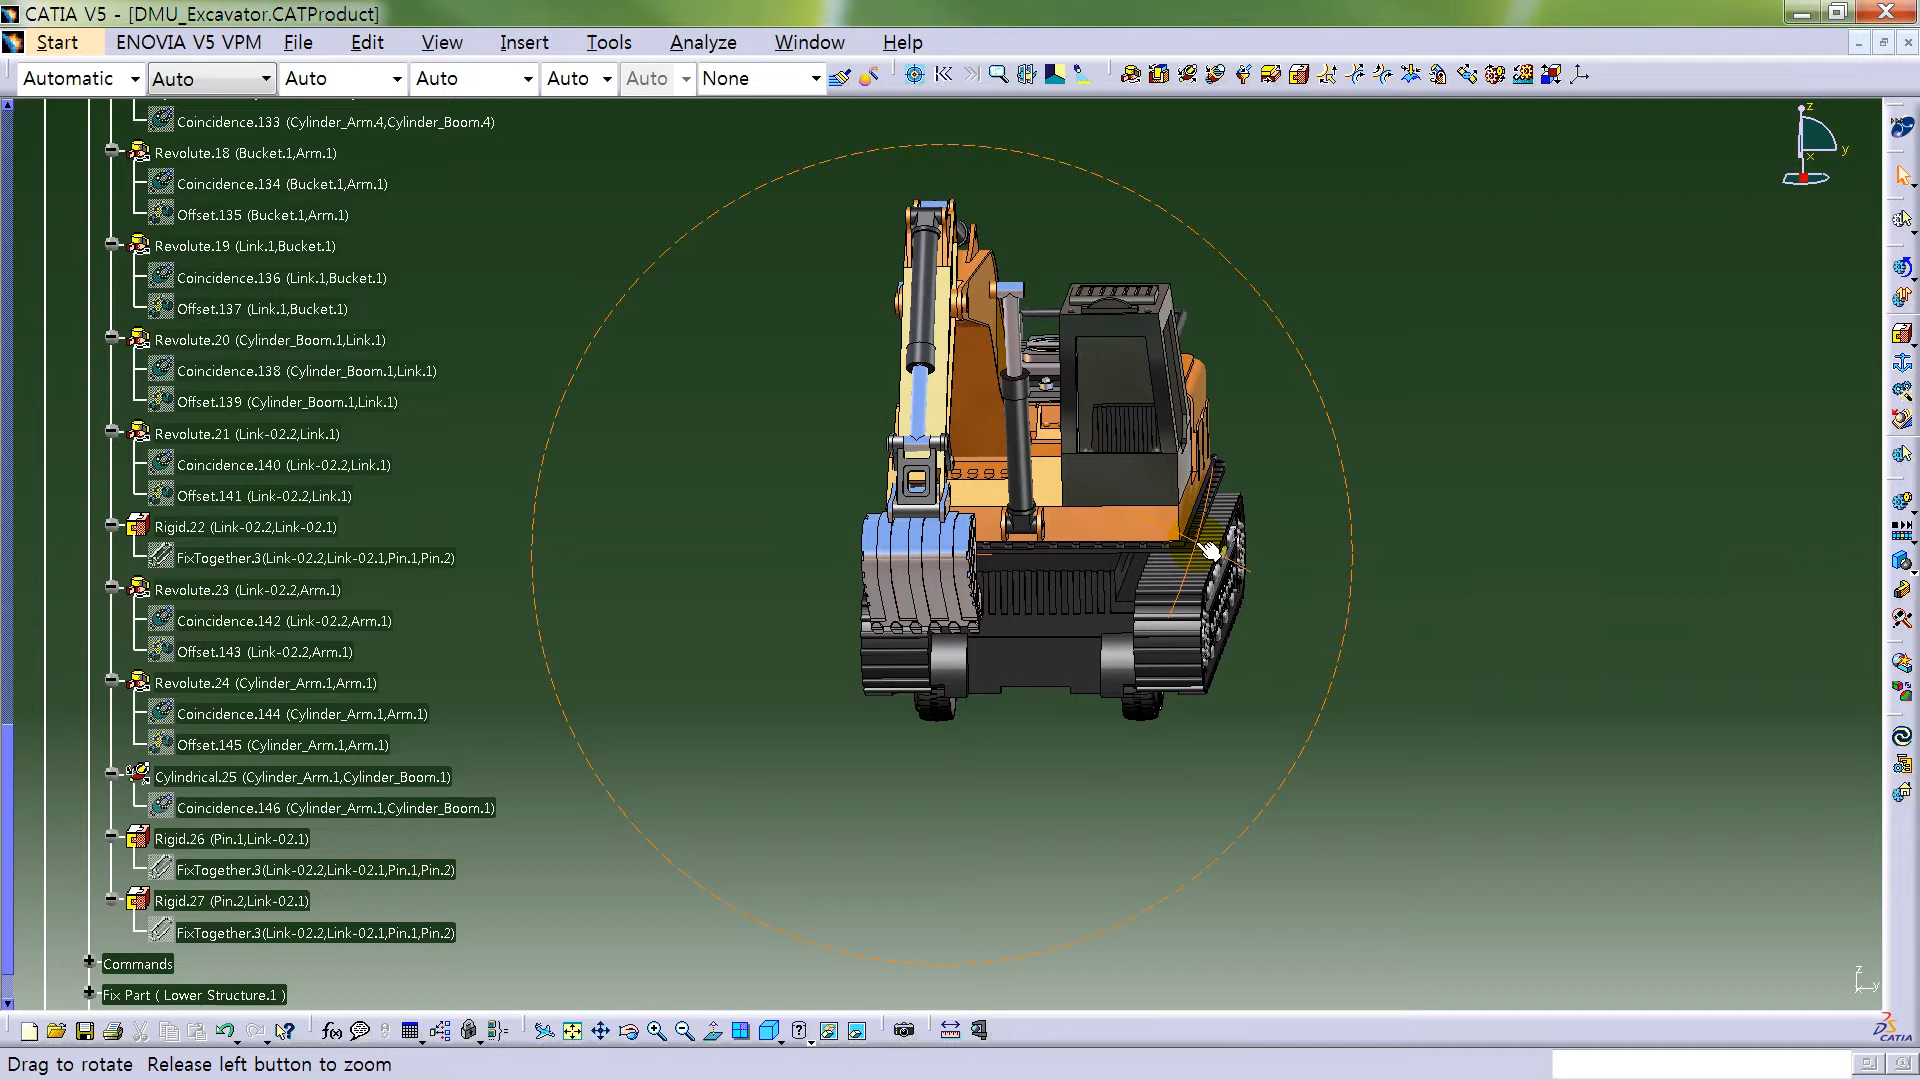 CATIA V5 - [DMU_Excavator.CATProduct]
Start ENOVIA V5 VPM File Edit View Insert Tools Analyze Window Help
Automatic Auto Auto Auto Auto Auto None
Coincidence.133 (Cylinder_Arm.4,Cylinder_Boom.4)
Revolute.18 (Bucket.1,Arm.1)
Coincidence.134 (Bucket.1,Arm.1)
Offset.135 (Bucket.1,Arm.1)
Revolute.19 (Link.1,Bucket.1)
Coincidence.136 (Link.1,Bucket.1)
Offset.137 (Link.1,Bucket.1)
Revolute.20 (Cylinder_Boom.1,Link.1)
Coincidence.138 (Cylinder_Boom.1,Link.1)
Offset.139 (Cylinder_Boom.1,Link.1)
Revolute.21 (Link-02.2,Link.1)
Coincidence.140 (Link-02.2,Link.1)
Offset.141 (Link-02.2,Link.1)
Rigid.22 (Link-02.2,Link-02.1)
FixTogether.3(Link-02.2,Link-02.1,Pin.1,Pin.2)
Revolute.23 (Link-02.2,Arm.1)
Coincidence.142 (Link-02.2,Arm.1)
Offset.143 (Link-02.2,Arm.1)
Revolute.24 (Cylinder_Arm.1,Arm.1)
Coincidence.144 (Cylinder_Arm.1,Arm.1)
Offset.145 (Cylinder_Arm.1,Arm.1)
Cylindrical.25 (Cylinder_Arm.1,Cylinder_Boom.1)
Coincidence.146 (Cylinder_Arm.1,Cylinder_Boom.1)
Rigid.26 (Pin.1,Link-02.1)
FixTogether.3(Link-02.2,Link-02.1,Pin.1,Pin.2)
Rigid.27 (Pin.2,Link-02.1)
FixTogether.3(Link-02.2,Link-02.1,Pin.1,Pin.2)
Commands
Fix Part ( Lower Structure.1 )
z
y
x
z
y
x
f(x)
CATIA
Drag to rotate Release left button to zoom